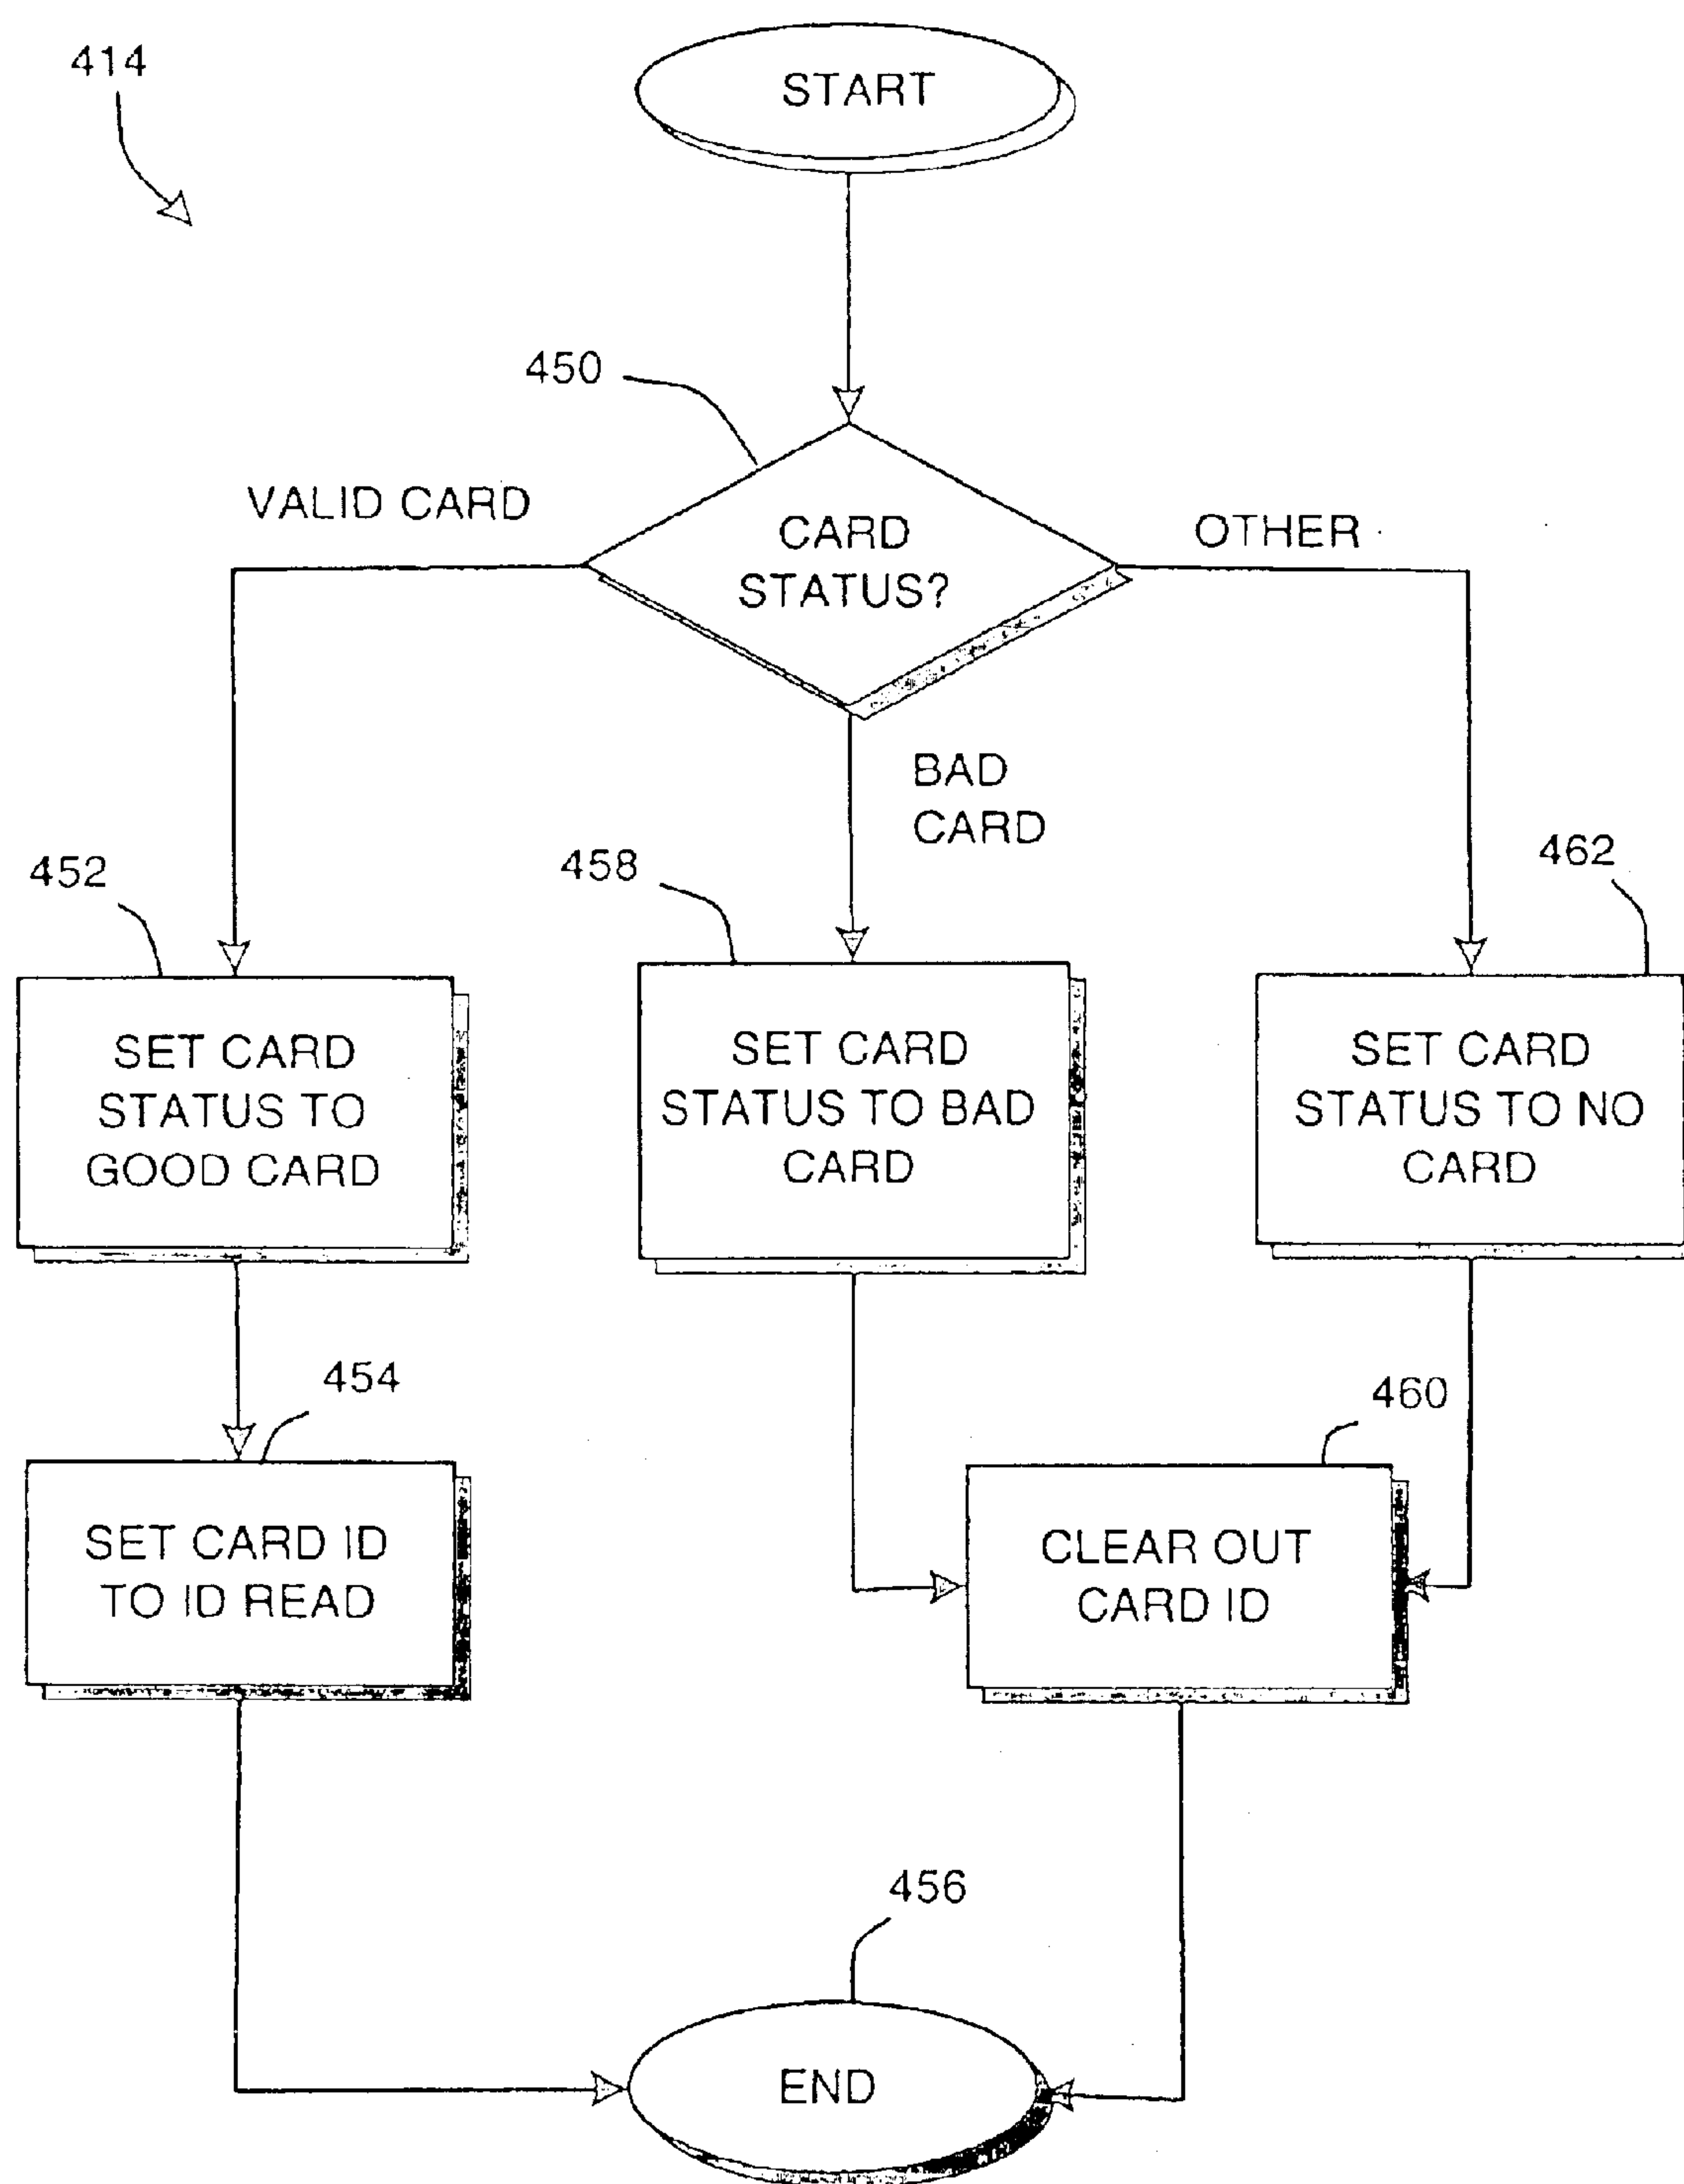 414
START
450
VALID CARD
CARD
STATUS?
OTHER
BAD
CARD
452
458
462
SET CARD
STATUS TO
GOOD CARD
SET CARD
STATUS TO BAD
CARD
SET CARD
STATUS TO NO
CARD
454
460
SET CARD ID
TO ID READ
CLEAR OUT
CARD ID
456
END